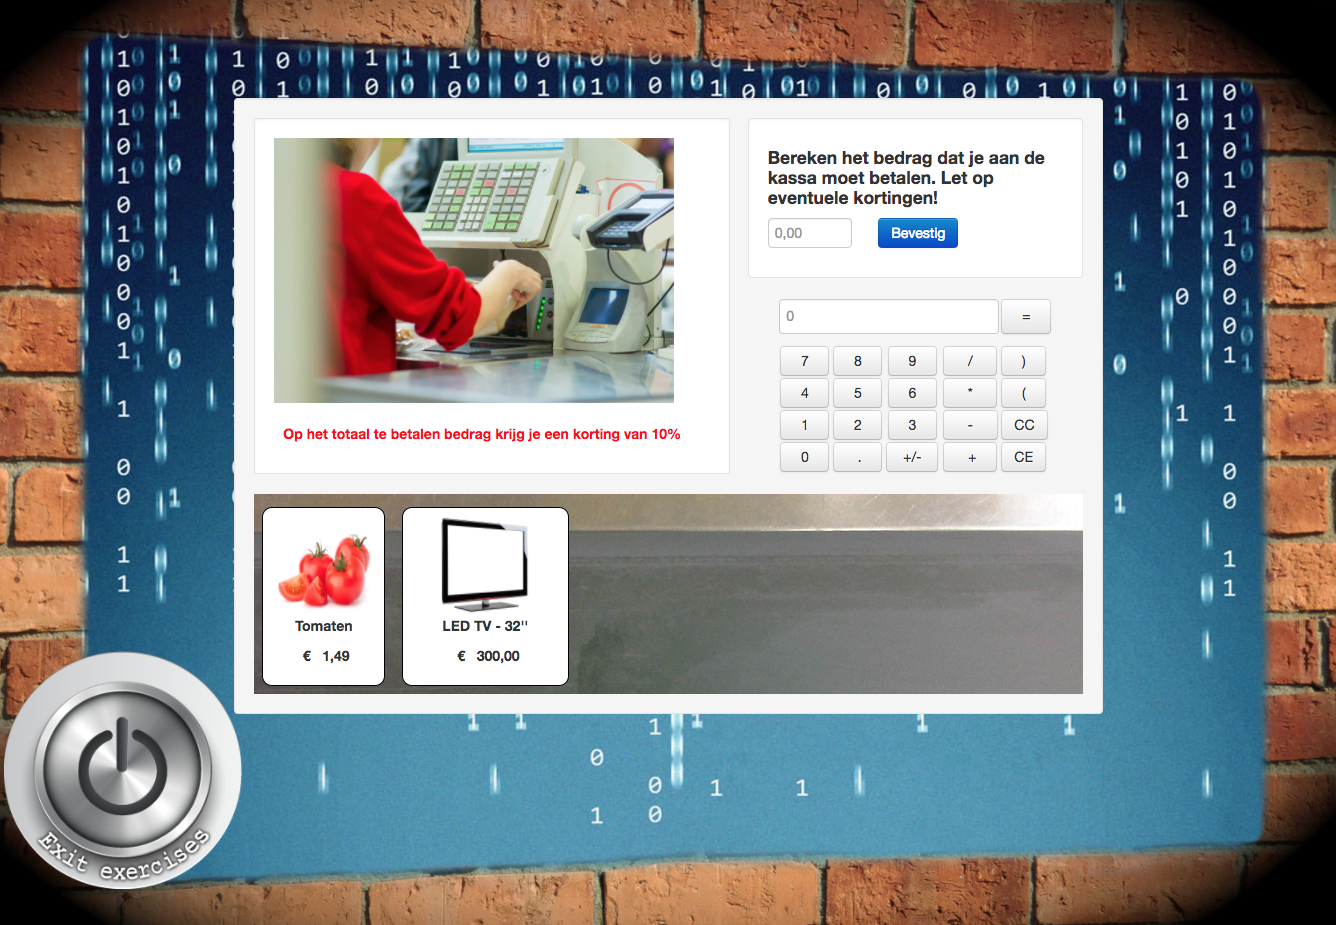 Bereken het bedrag dat je aan de
kassa moet betalen. Let op
eventuele kortingen!
0,00
Bevestig
0
=
7 8 9 / )
4 5 6 * (
1 2 3 - CC
0 . +/- + CE
Op het totaal te betalen bedrag krijg je een korting van 10%
Tomaten
€ 1,49
LED TV - 32''
€ 300,00
Exit exercises